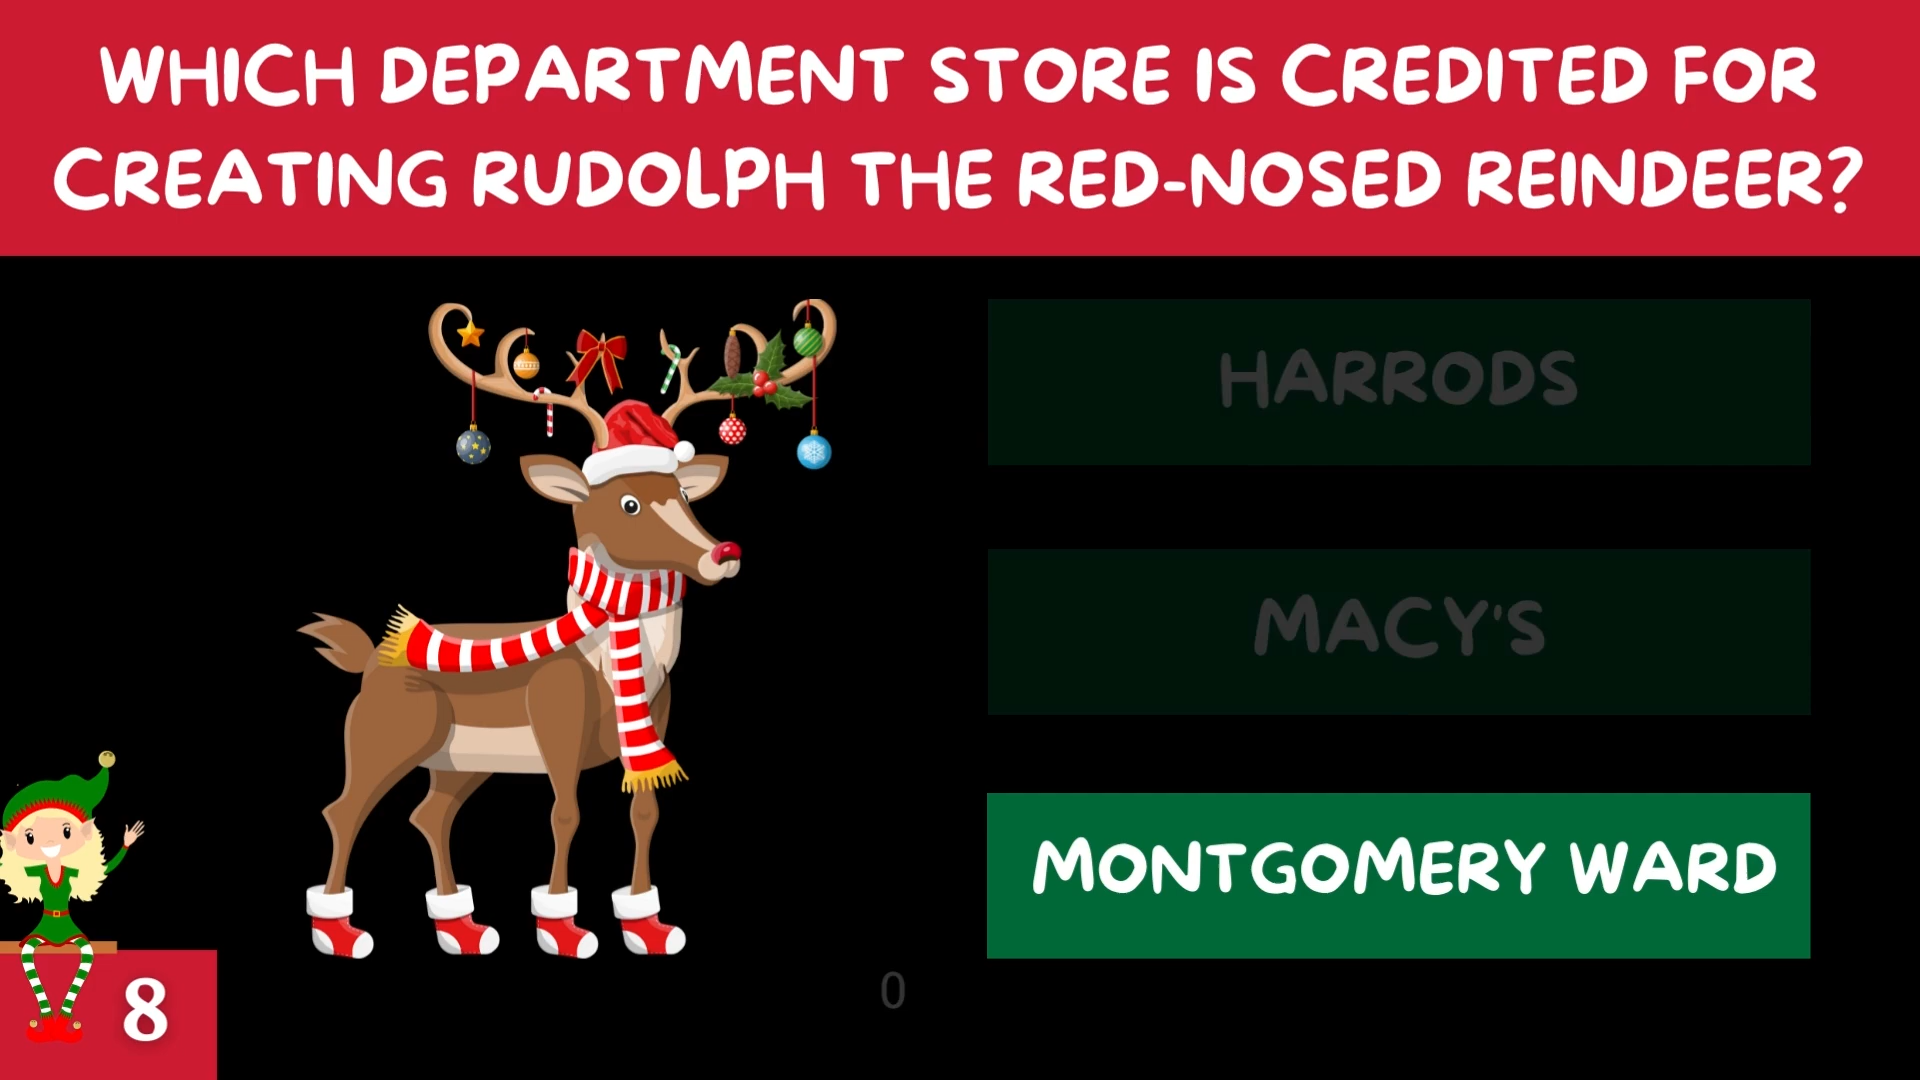 WHICH DEPARTMENT STORE IS CREDITED FOR
CREATING RUDOLPH THE RED-NOSED REINDEER?
HARRODS
MACY'S
MONTGOMERY WARD
0
8